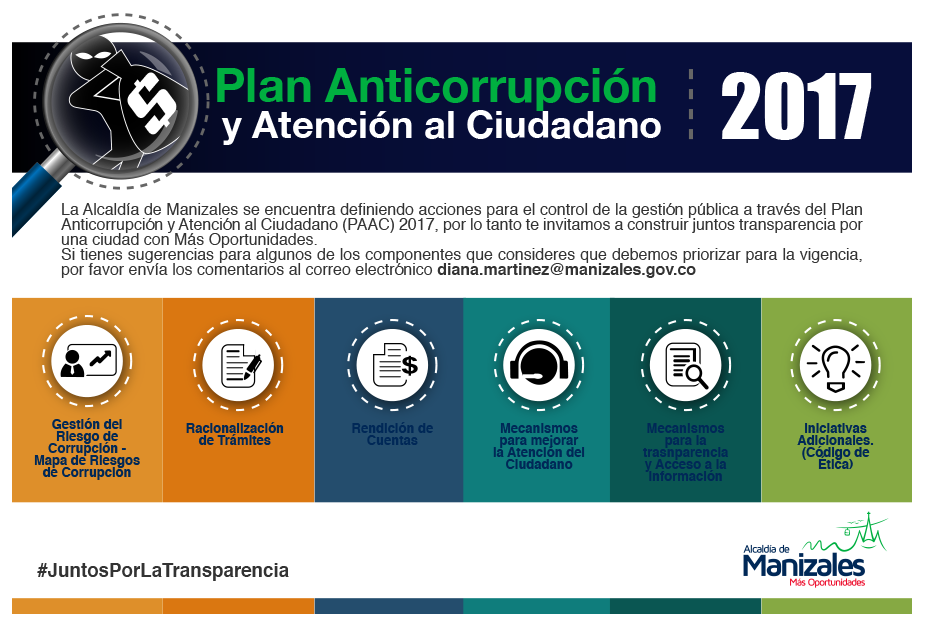 Plan Anticorrupción
y Atención al Ciudadano
2017
La Alcaldía de Manizales se encuentra definiendo acciones para el control de la gestión pública a través del Plan
Anticorrupción y Atención al Ciudadano (PAAC) 2017, por lo tanto te invitamos a construir juntos transparencia por
una ciudad con Más Oportunidades.
Si tienes sugerencias para algunos de los componentes que consideres que debemos priorizar para la vigencia,
por favor envía los comentarios al correo electrónico diana.martinez@manizales.gov.co
Gestión del
Riesgo de
Corrupción -
Mapa de Riesgos
de Corrupción
Racionalización
de Trámites
Rendición de
Cuentas
Mecanismos
para mejorar
la Atención del
Ciudadano
Mecanismos
para la
trasnparencia
y Acceso a la
Información
Iniciativas
Adicionales.
(Código de
Ética)
#JuntosPorLaTransparencia
Alcaldía de
Manizales
Más Oportunidades